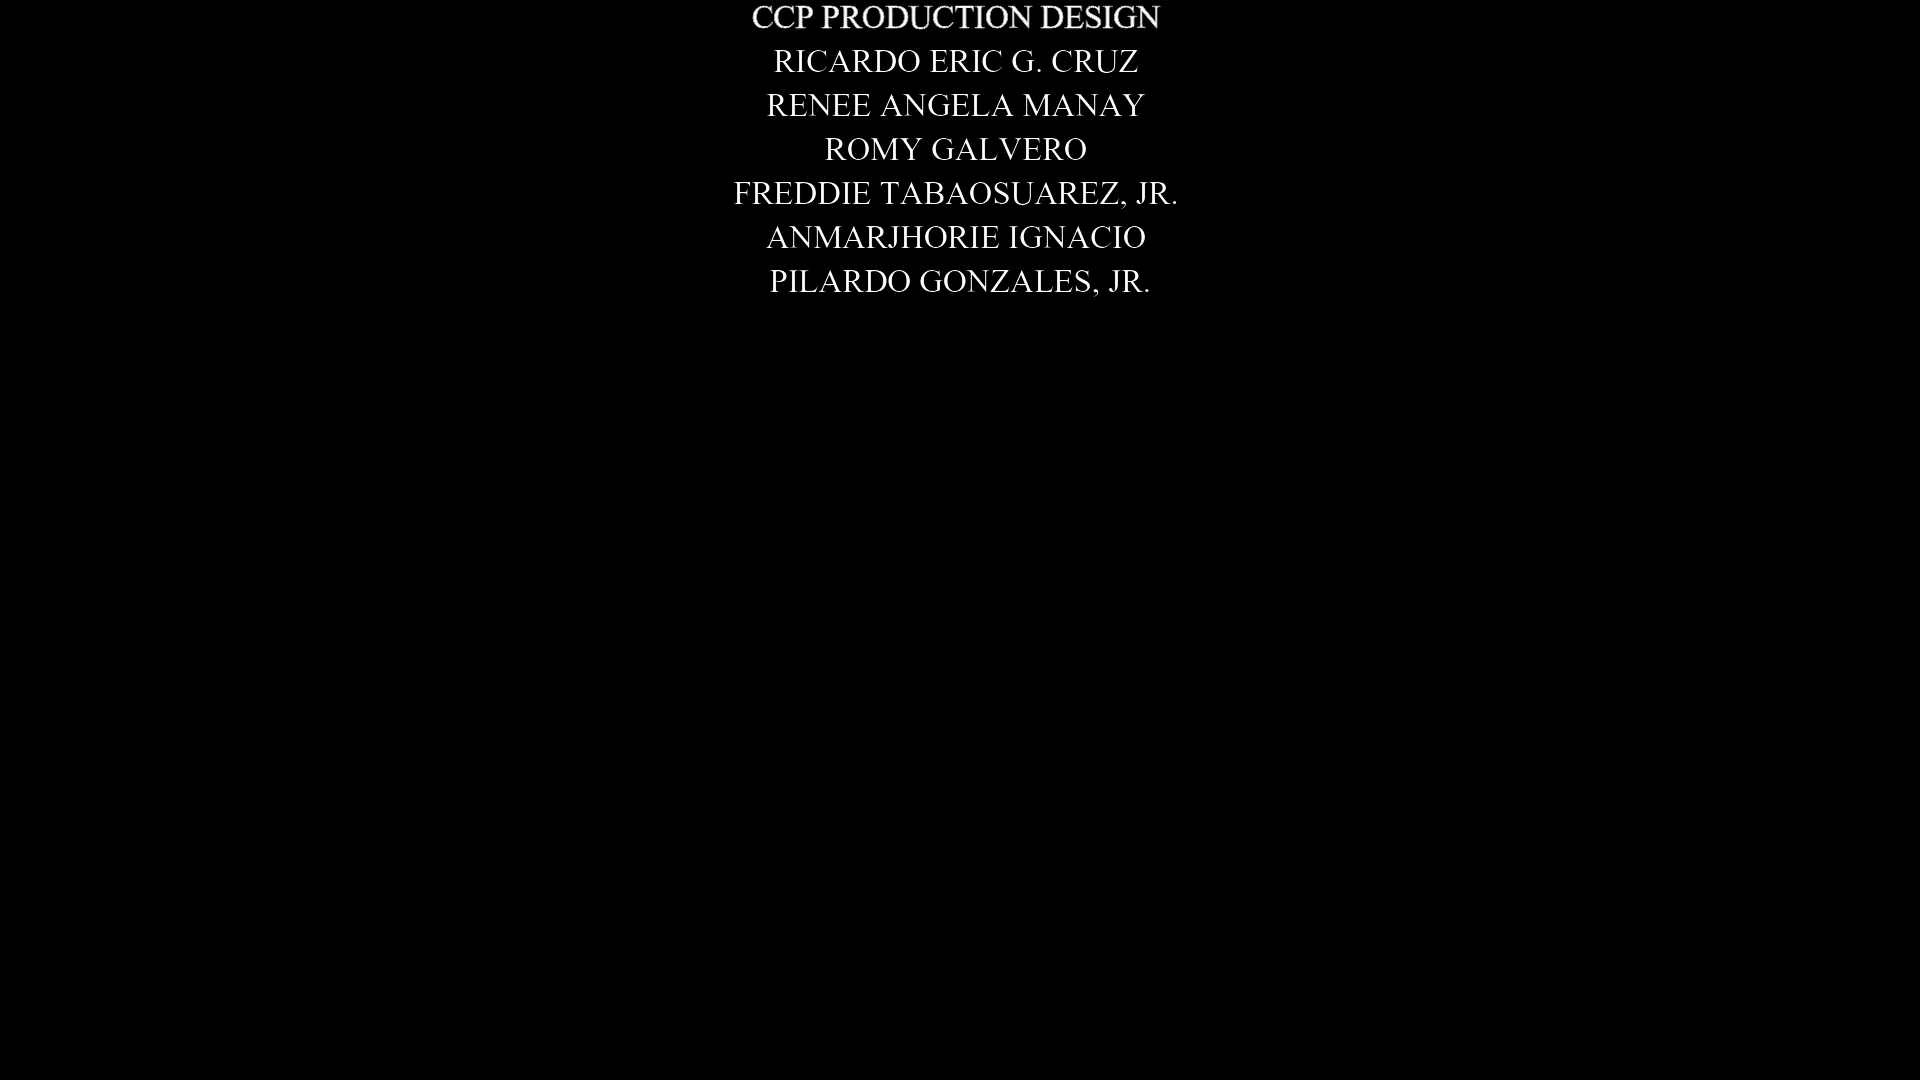 CCP PRODUCTION DESIGN
RICARDO ERIC G. CRUZ
RENEE ANGELA MANAY
ROMY GALVERO
FREDDIE TABAOSUAREZ, JR.
ANMARJHORIE IGNACIO
PILARDO GONZALES, JR.